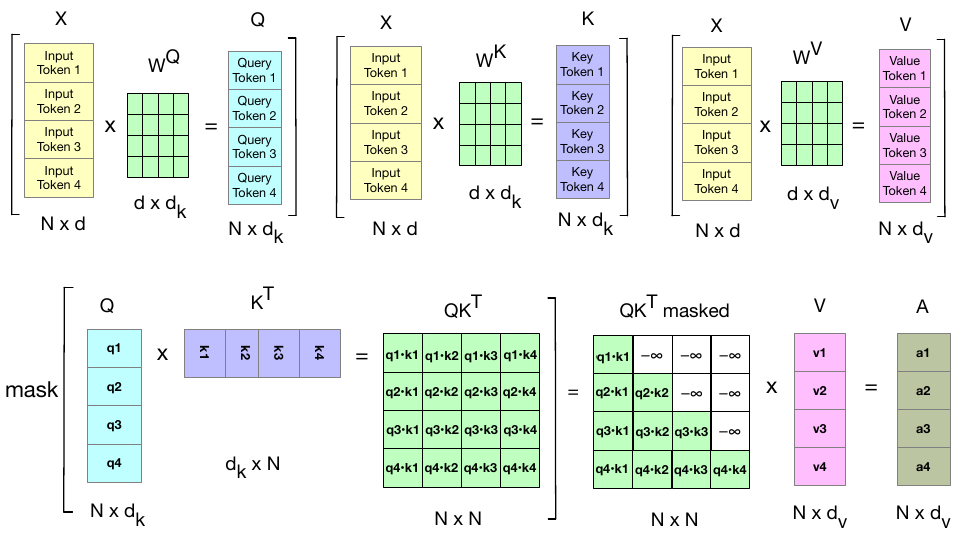 X
W^Q
Q
Input
Token 1
Input
Token 2
Input
Token 3
Input
Token 4
x
=
Query
Token 1
Query
Token 2
Query
Token 3
Query
Token 4
N x d
d x d_k
N x d_k
X
W^K
K
Input
Token 1
Input
Token 2
Input
Token 3
Input
Token 4
x
=
Key
Token 1
Key
Token 2
Key
Token 3
Key
Token 4
N x d
d x d_k
N x d_k
X
W^V
V
Input
Token 1
Input
Token 2
Input
Token 3
Input
Token 4
x
=
Value
Token 1
Value
Token 2
Value
Token 3
Value
Token 4
N x d
d x d_v
N x d_v
mask
Q
q1
q2
q3
q4
N x d_k
x
K^T
k1 k2 k3 k4
d_k x N
=
QK^T
q1•k1 q1•k2 q1•k3 q1•k4
q2•k1 q2•k2 q2•k3 q2•k4
q3•k1 q3•k2 q3•k3 q3•k4
q4•k1 q4•k2 q4•k3 q4•k4
N x N
=
QK^T masked
q1•k1 −∞ −∞ −∞
q2•k1 q2•k2 −∞ −∞
q3•k1 q3•k2 q3•k3 −∞
q4•k1 q4•k2 q4•k3 q4•k4
N x N
x
V
v1
v2
v3
v4
N x d_v
=
A
a1
a2
a3
a4
N x d_v